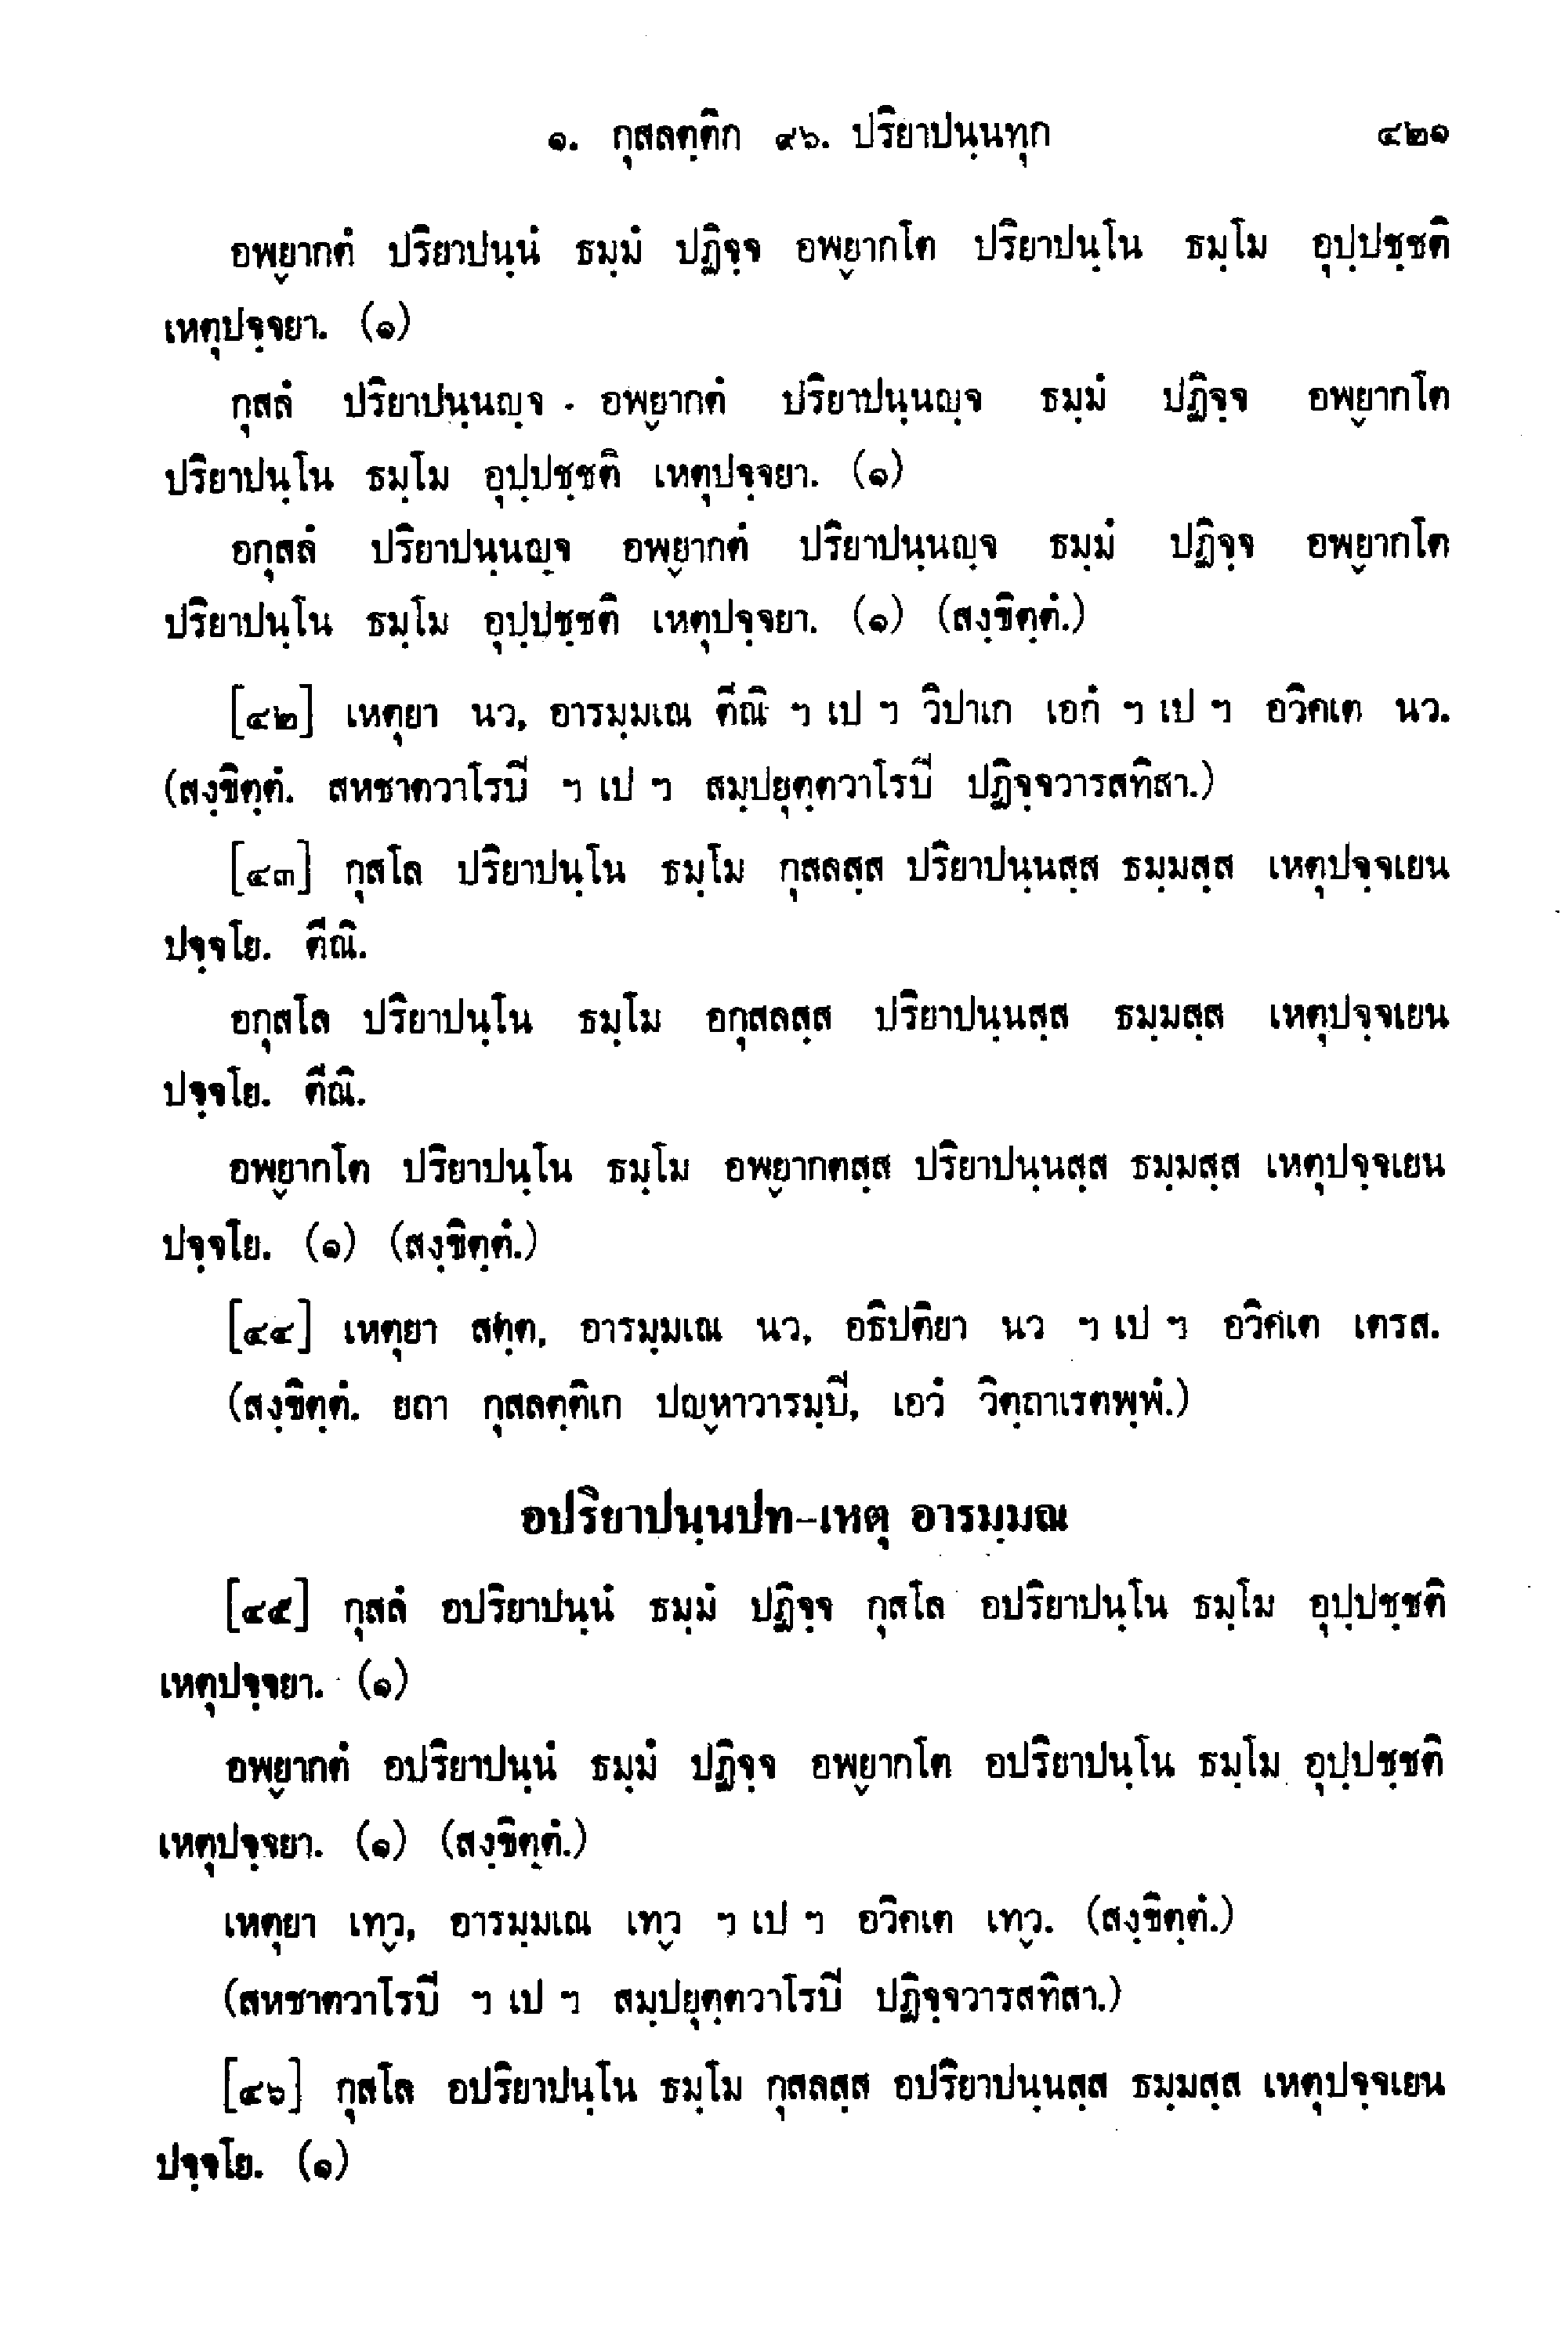 ๑. กุสลตฺติก ๙๖. ปริยาปนฺนทุก ๔๒๑
อพฺยากตํ ปริยาปนฺนํ ธมฺมํ ปฏิจฺจ อพฺยากโต ปริยาปนฺโน ธมฺโม อุปฺปชฺชติ
เหตุปจฺจยา. (๑)
กุสลํ ปริยาปนฺนญฺจ อพฺยากตํ ปริยาปนฺนญฺจ ธมฺมํ ปฏิจฺจ อพฺยากโต
ปริยาปนฺโน ธมฺโม อุปฺปชฺชติ เหตุปจฺจยา. (๑)
อกุสลํ ปริยาปนฺนญฺจ อพฺยากตํ ปริยาปนฺนญฺจ ธมฺมํ ปฏิจฺจ อพฺยากโต
ปริยาปนฺโน ธมฺโม อุปฺปชฺชติ เหตุปจฺจยา. (๑) (สงฺขิตฺตํ.)
[๔๒] เหตุยา นว, อารมฺมเณ ตีณิ ฯ เป ฯ วิปาเก เอกํ ฯ เป ฯ อวิคเต นว.
(สงฺขิตฺตํ. สหชาตวาโรปิ ฯ เป ฯ สมฺปยุตฺตวาโรปิ ปฏิจฺจวารสทิสา.)
[๔๓] กุสโล ปริยาปนฺโน ธมฺโม กุสลสฺส ปริยาปนฺนสฺส ธมฺมสฺส เหตุปจฺจเยน
ปจฺจโย. ตีณิ.
อกุสโล ปริยาปนฺโน ธมฺโม อกุสลสฺส ปริยาปนฺนสฺส ธมฺมสฺส เหตุปจฺจเยน
ปจฺจโย. ตีณิ.
อพฺยากโต ปริยาปนฺโน ธมฺโม อพฺยากตสฺส ปริยาปนฺนสฺส ธมฺมสฺส เหตุปจฺจเยน
ปจฺจโย. (๑) (สงฺขิตฺตํ.)
[๔๔] เหตุยา สตฺต, อารมฺมเณ นว, อธิปติยา นว ฯ เป ฯ อวิคเต เตรส.
(สงฺขิตฺตํ. ยถา กุสลตฺติเก ปญฺหาวารมฺปิ, เอวํ วิตฺถาเรตพฺพํ.)
อปริยาปนฺนปท-เหตุ อารมฺมณ
[๔๕] กุสลํ อปริยาปนฺนํ ธมฺมํ ปฏิจฺจ กุสโล อปริยาปนฺโน ธมฺโม อุปฺปชฺชติ
เหตุปจฺจยา. (๑)
อพฺยากตํ อปริยาปนฺนํ ธมฺมํ ปฏิจฺจ อพฺยากโต อปริยาปนฺโน ธมฺโม อุปฺปชฺชติ
เหตุปจฺจยา. (๑) (สงฺขิตฺตํ.)
เหตุยา เทฺว, อารมฺมเณ เทฺว ฯ เป ฯ อวิคเต เทฺว. (สงฺขิตฺตํ.)
(สหชาตวาโรปิ ฯ เป ฯ สมฺปยุตฺตวาโรปิ ปฏิจฺจวารสทิสา.)
[๔๖] กุสโล อปริยาปนฺโน ธมฺโม กุสลสฺส อปริยาปนฺนสฺส ธมฺมสฺส เหตุปจฺจเยน
ปจฺจโย. (๑)